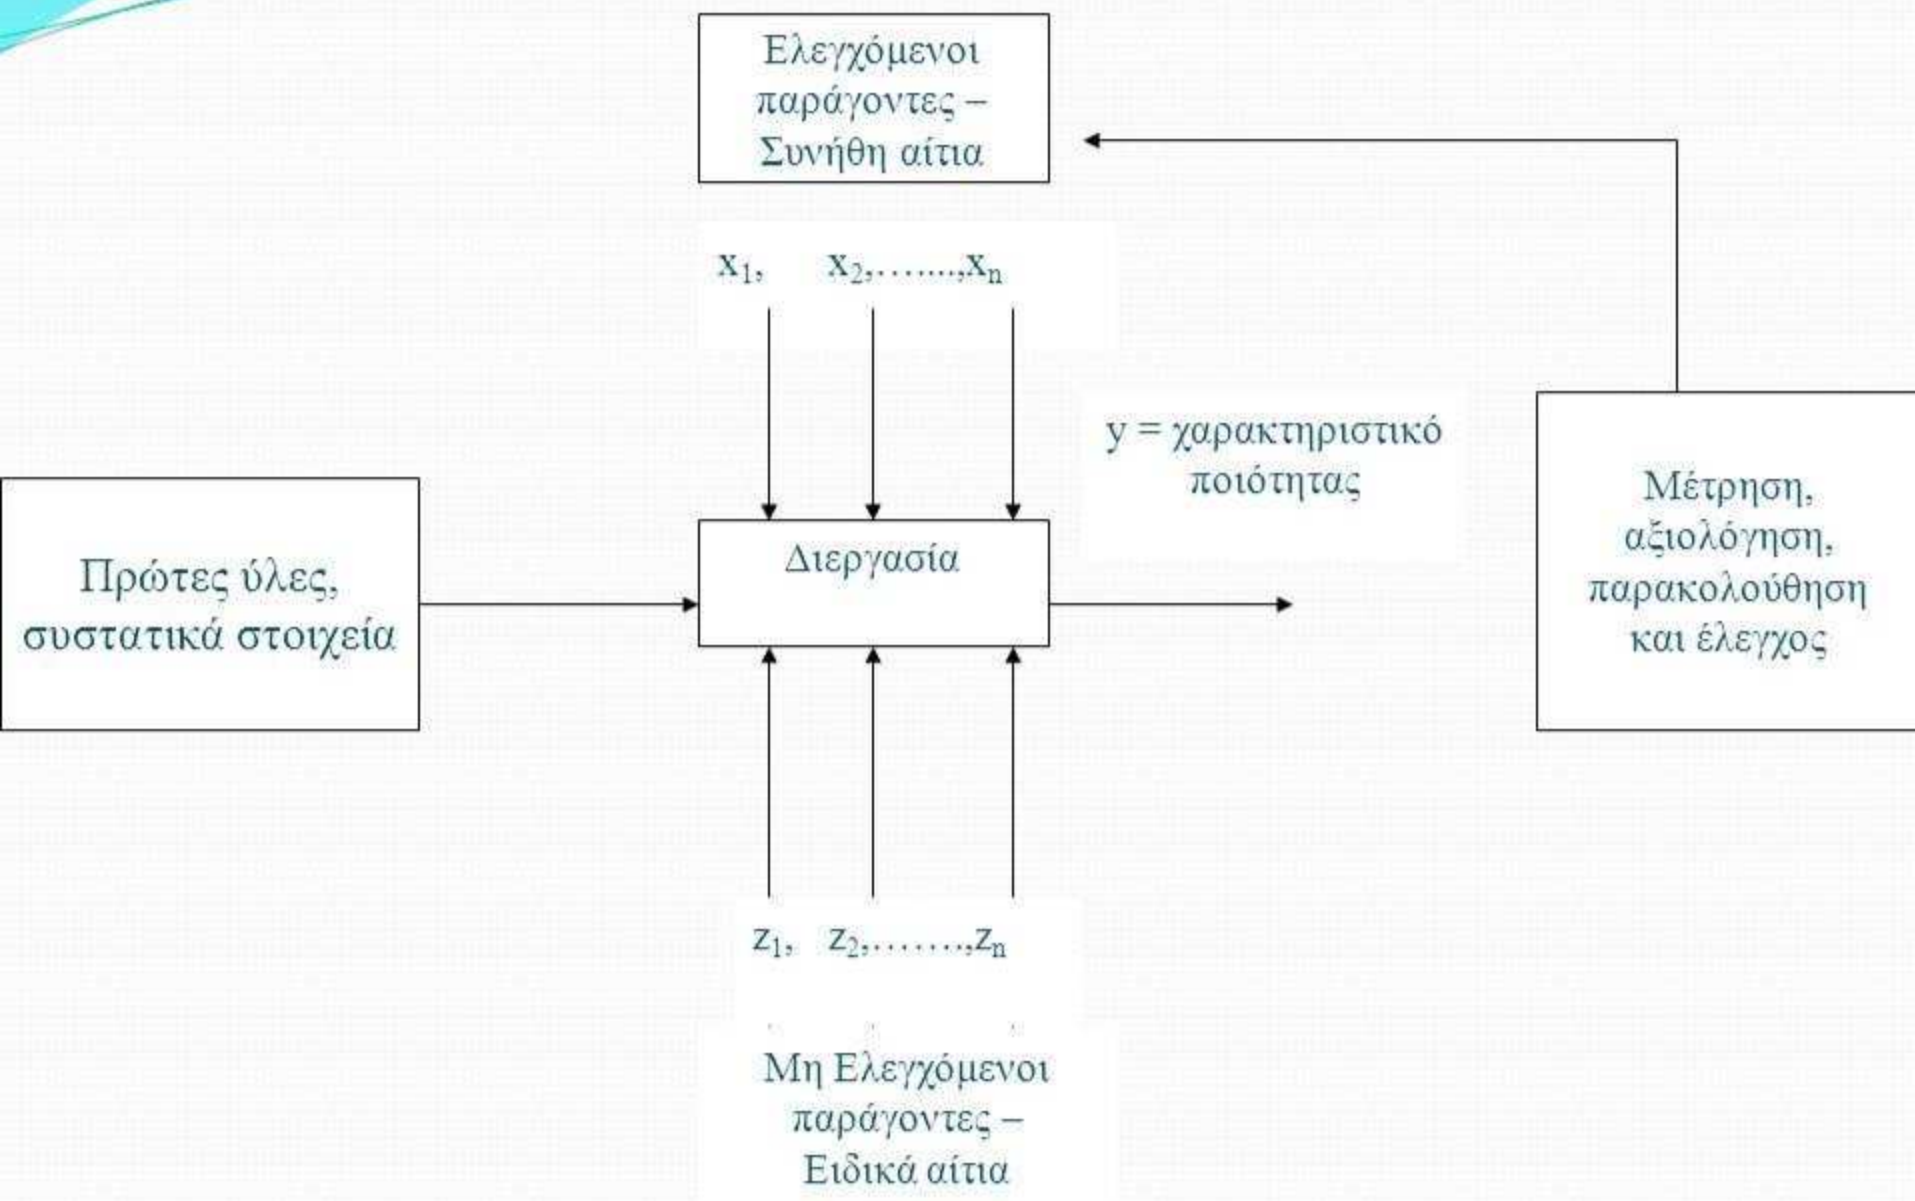 Ελεγχόμενοι
παράγοντες –
Συνήθη αίτια
x₁, x₂,…....,xₙ
y = χαρακτηριστικό
ποιότητας
Πρώτες ύλες,
συστατικά στοιχεία
Διεργασία
Μέτρηση,
αξιολόγηση,
παρακολούθηση
και έλεγχος
z₁, z₂,…….,zₙ
Μη Ελεγχόμενοι
παράγοντες –
Ειδικά αίτια